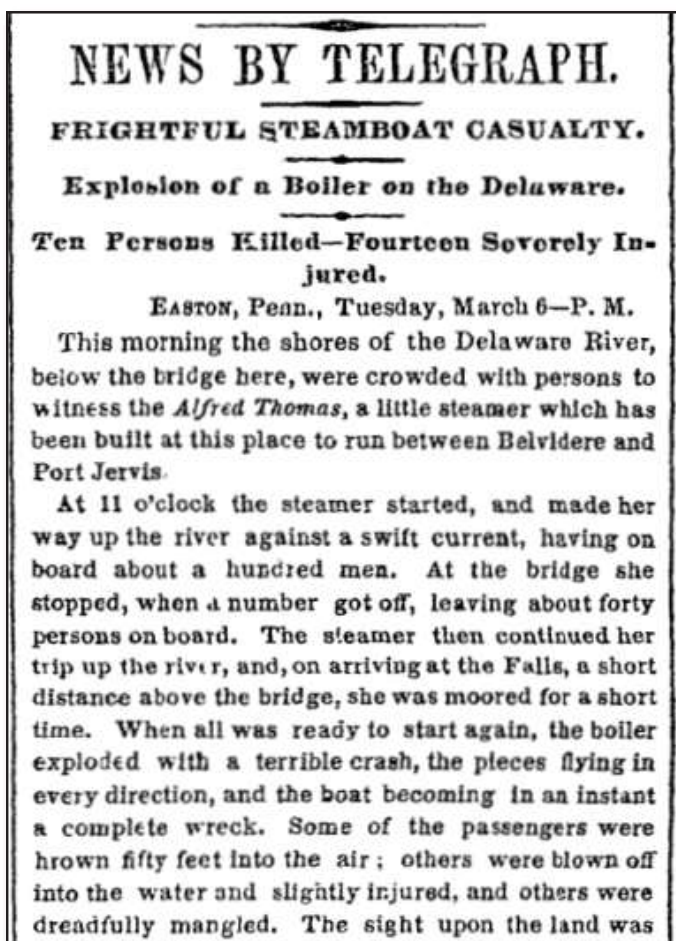 NEWS BY TELEGRAPH.
FRIGHTFUL STEAMBOAT CASUALTY.
Explosion of a Boiler on the Delaware.
Ten Persons Killed—Fourteen Severely In-
jured.
EASTON, Penn., Tuesday, March 6—P. M.
This morning the shores of the Delaware River,
below the bridge here, were crowded with persons to
witness the Alfred Thomas, a little steamer which has
been built at this place to run between Belvidere and
Port Jervis.
At 11 o'clock the steamer started, and made her
way up the river against a swift current, having on
board about a hundred men. At the bridge she
stopped, when a number got off, leaving about forty
persons on board. The steamer then continued her
trip up the river, and, on arriving at the Falls, a short
distance above the bridge, she was moored for a short
time. When all was ready to start again, the boiler
exploded with a terrible crash, the pieces flying in
every direction, and the boat becoming in an instant
a complete wreck. Some of the passengers were
hrown fifty feet into the air; others were blown off
into the water and slightly injured, and others were
dreadfully mangled. The sight upon the land was